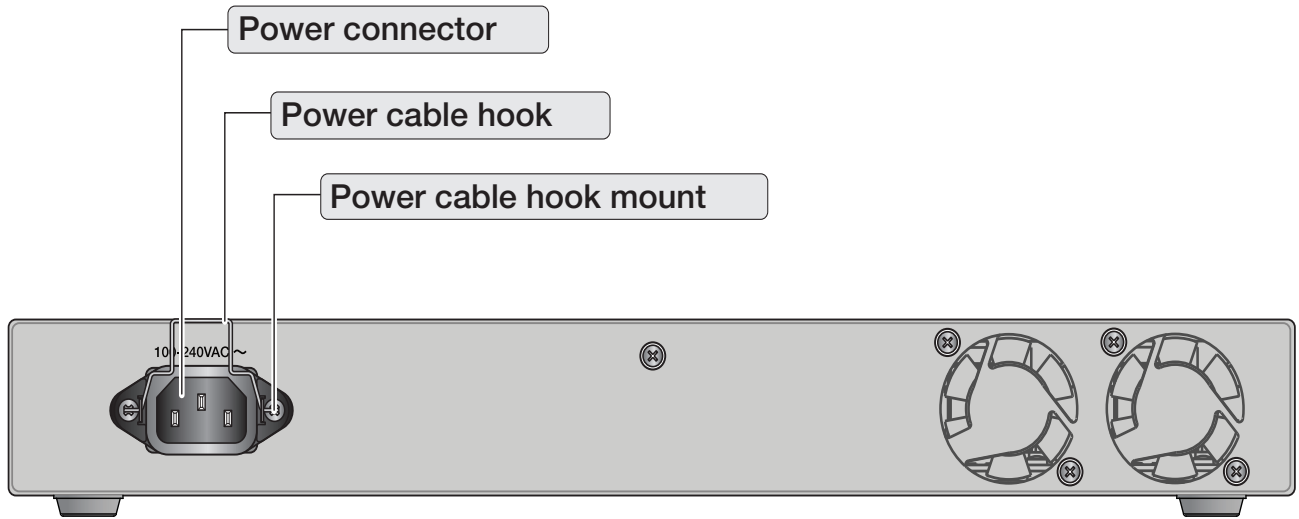 Power connector
Power cable hook
Power cable hook mount
100-240VAC ～